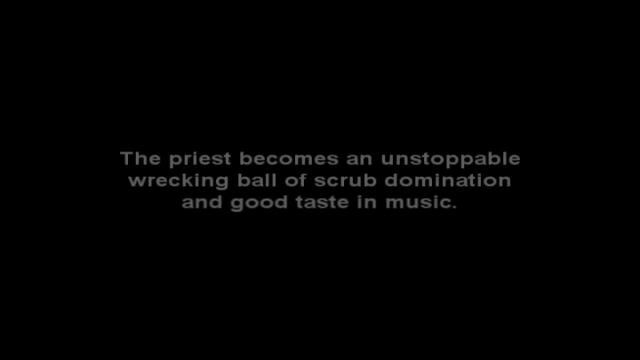 The priest becomes an unstoppable
wrecking ball of scrub domination
and good taste in music.